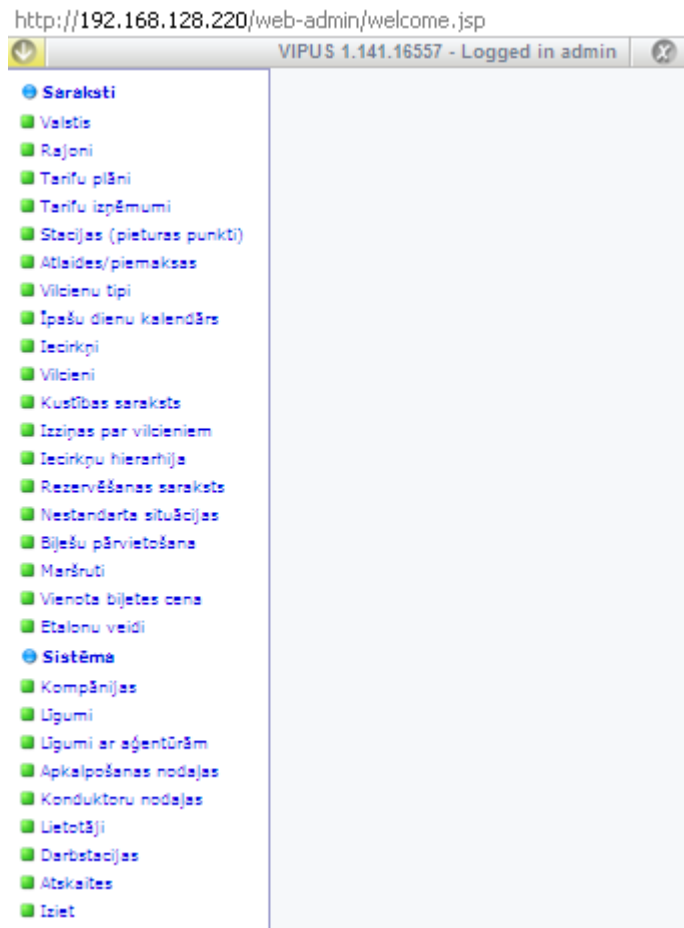 http://192.168.128.220/web-admin/welcome.jsp
VIPUS 1.141.16557 - Logged in admin
Saraksti
Valstis
Rajoni
Tarifu plāni
Tarifu izņēmumi
Stacijas (pieturas punkti)
Atlaides/piemaksas
Vilcienu tipi
Īpašu dienu kalendārs
Iecirkņi
Vilcieni
Kustības saraksts
Izziņas par vilcieniem
Iecirkņu hierarhija
Rezervēšanas saraksts
Nestandarta situācijas
Biļešu pārvietošana
Maršruti
Vienota biļetes cena
Etalonu veidi
Sistēma
Kompānijas
Līgumi
Līgumi ar aģentūrām
Apkalpošanas nodaļas
Konduktoru nodaļas
Lietotāji
Darbstacijas
Atskaites
Iziet